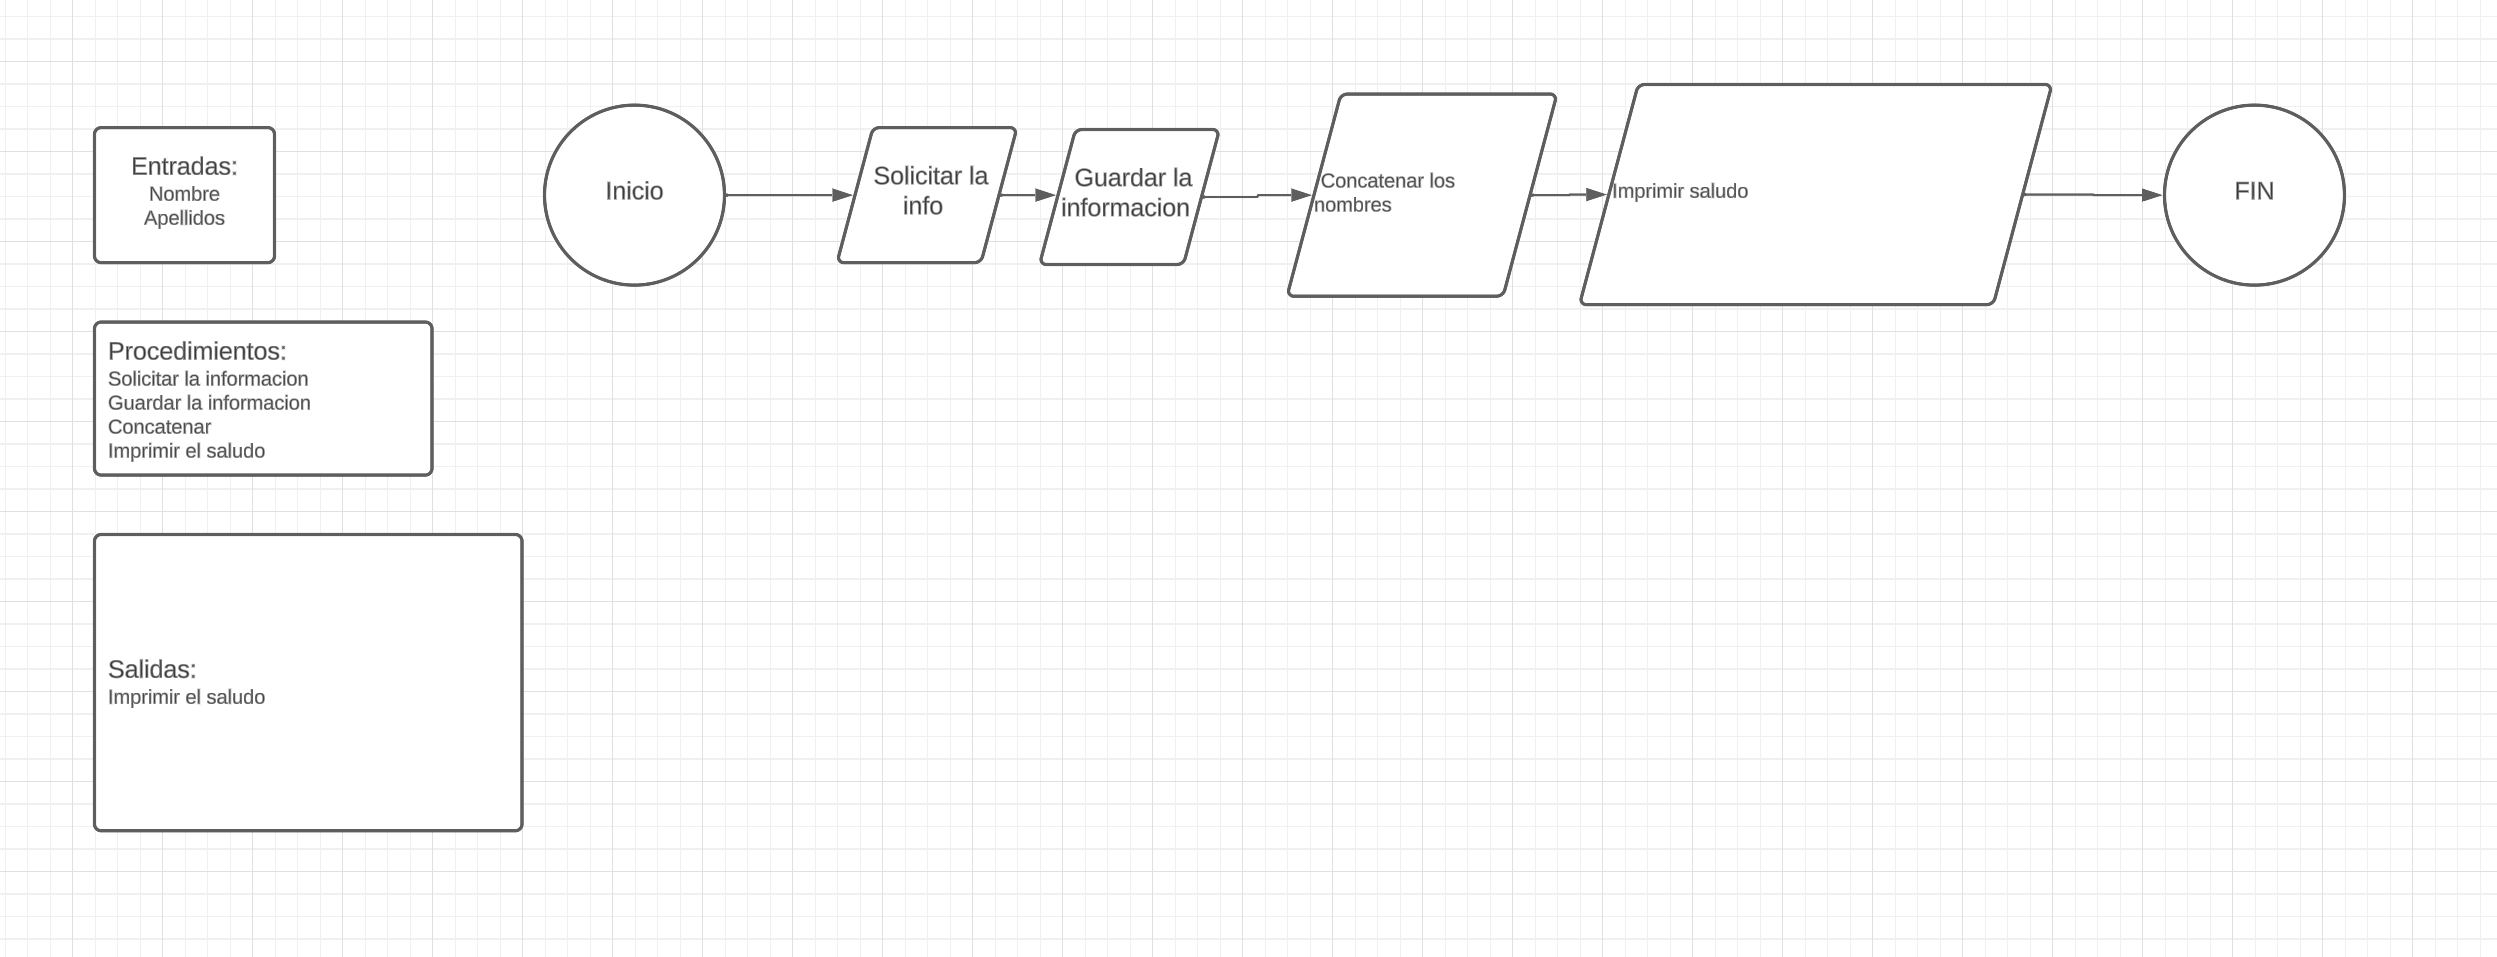 Entradas:
Nombre
Apellidos
Procedimientos:
Solicitar la informacion
Guardar la informacion
Concatenar
Imprimir el saludo
Salidas:
Imprimir el saludo
Inicio
Solicitar la
info
Guardar la
informacion
Concatenar los
nombres
Imprimir saludo
FIN